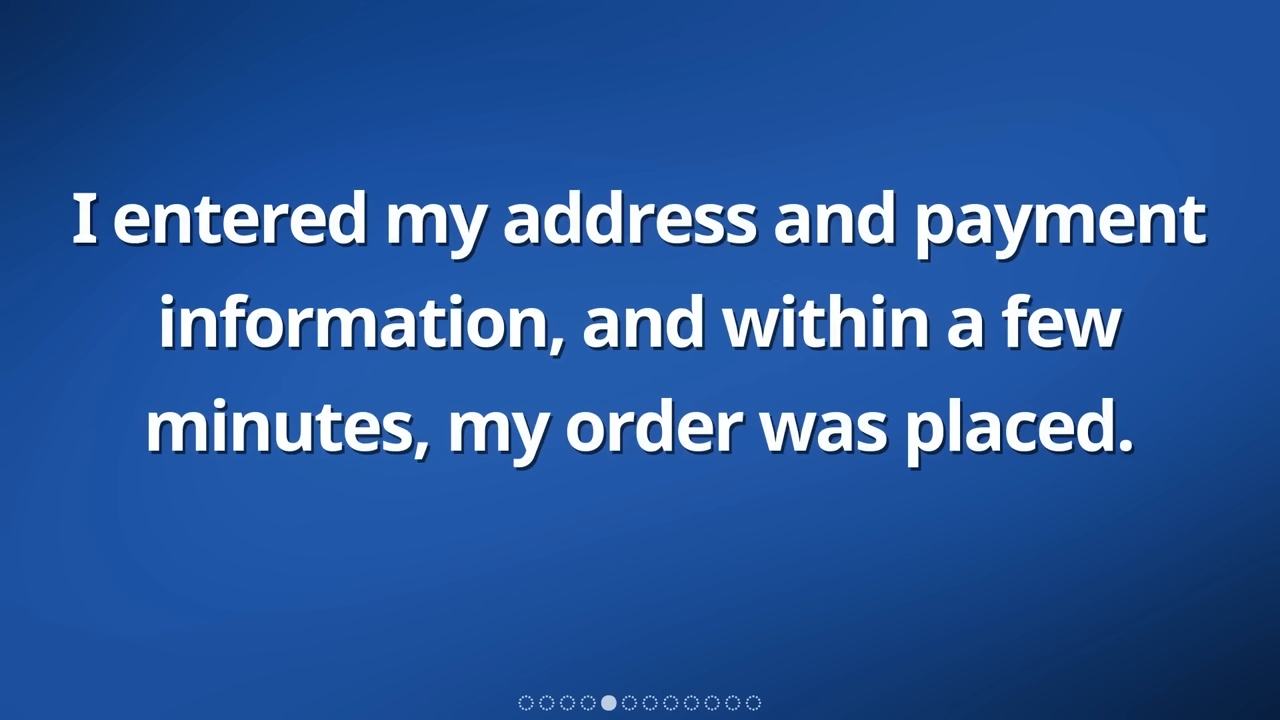 I entered my address and payment
information, and within a few
minutes, my order was placed.